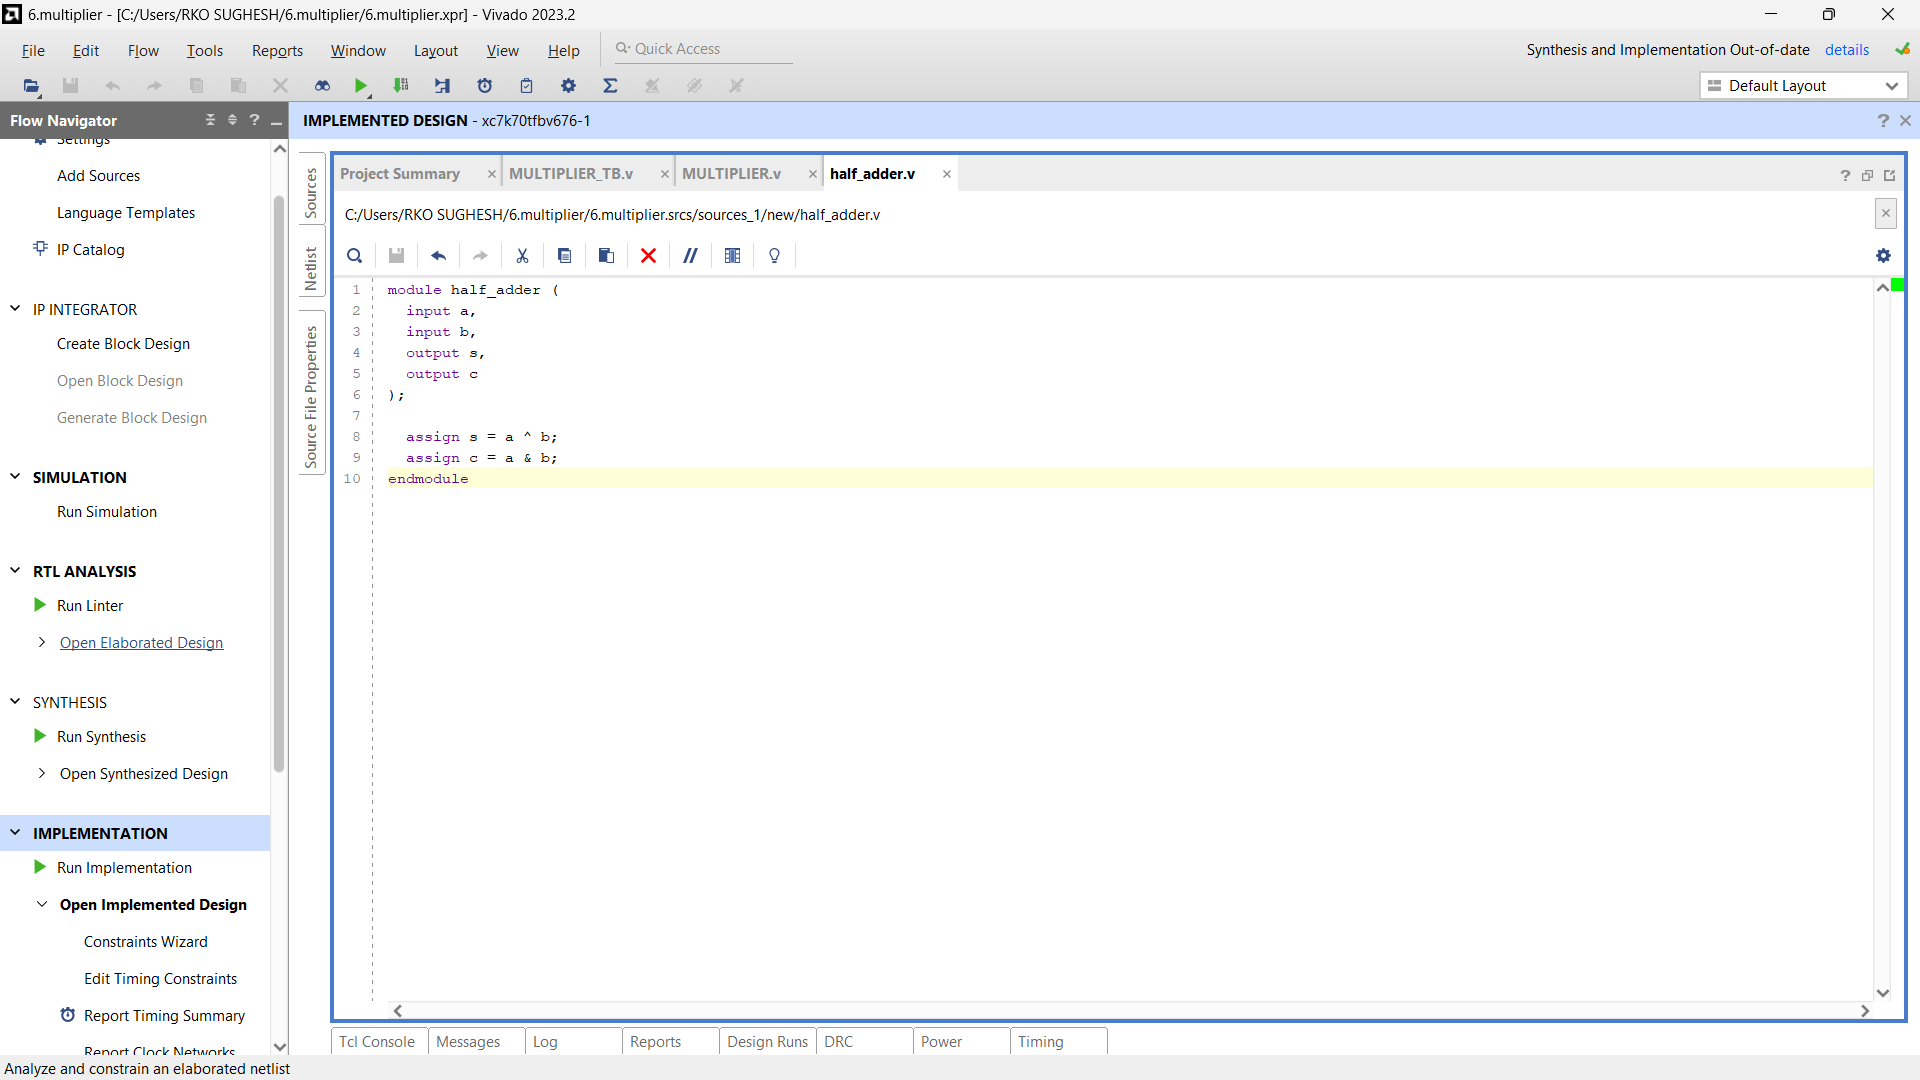 6.multiplier - [C:/Users/RKO SUGHESH/6.multiplier/6.multiplier.xpr] - Vivado 2023.2
File Edit Flow Tools Reports Window Layout View Help Quick Access
Synthesis and Implementation Out-of-date details
Default Layout
Flow Navigator
IMPLEMENTED DESIGN - xc7k70tfbv676-1
Settings
Add Sources
Language Templates
IP Catalog
IP INTEGRATOR
Create Block Design
Open Block Design
Generate Block Design
SIMULATION
Run Simulation
RTL ANALYSIS
Run Linter
Open Elaborated Design
SYNTHESIS
Run Synthesis
Open Synthesized Design
IMPLEMENTATION
Run Implementation
Open Implemented Design
Constraints Wizard
Edit Timing Constraints
Report Timing Summary
Report Clock Networks
Sources
Netlist
Source File Properties
Project Summary MULTIPLIER_TB.v MULTIPLIER.v half_adder.v
C:/Users/RKO SUGHESH/6.multiplier/6.multiplier.srcs/sources_1/new/half_adder.v
1 module half_adder (
2 input a,
3 input b,
4 output s,
5 output c
6 );
7
8 assign s = a ^ b;
9 assign c = a & b;
10 endmodule
Tcl Console Messages Log Reports Design Runs DRC Power Timing
Analyze and constrain an elaborated netlist